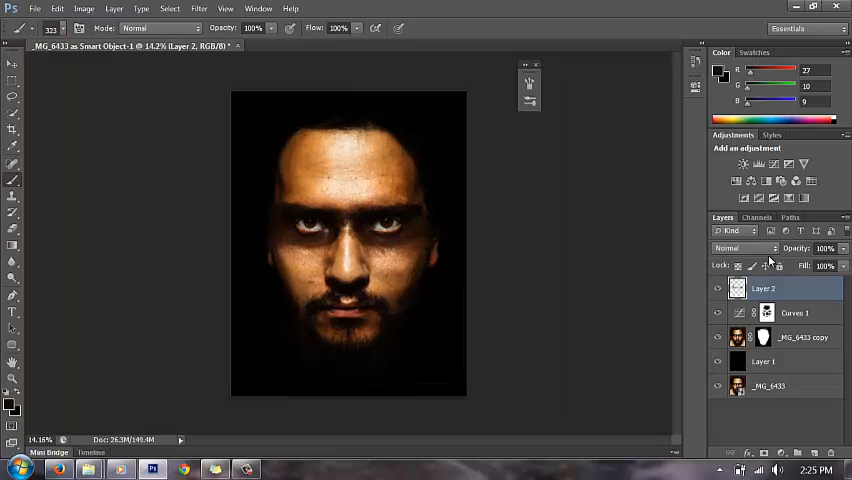 Ps File Edit Image Layer Type Select Filter View Window Help
323 Mode: Normal Opacity: 100% Flow: 100% Essentials
_MG_6433 as Smart Object-1 @ 14.2% (Layer 2, RGB/8) * ×
Color Swatches
R 27
G 10
B 9
Adjustments Styles
Add an adjustment
Layers Channels Paths
Kind
Normal Opacity: 100%
Lock: Fill: 100%
Layer 2
Curves 1
_MG_6433 copy
Layer 1
_MG_6433
14.16% Doc: 26.3M/149.4M
Mini Bridge Timeline
Ps 2:25 PM